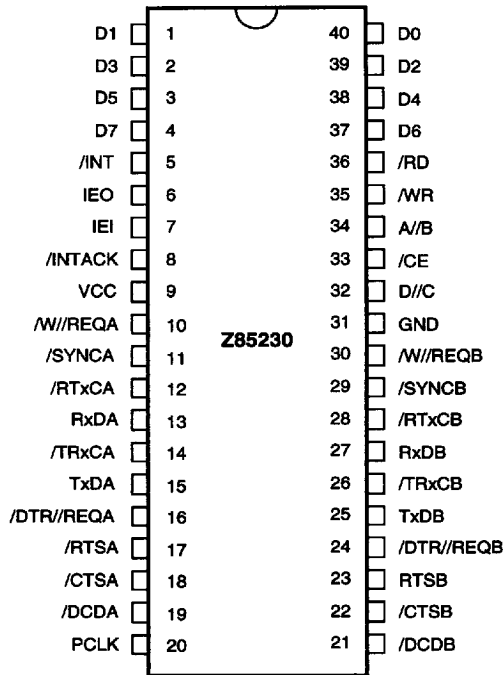 D1 1 40 D0
D3 2 39 D2
D5 3 38 D4
D7 4 37 D6
/INT 5 36 /RD
IEO 6 35 /WR
IEI 7 34 A//B
/INTACK 8 33 /CE
VCC 9 32 D//C
/W//REQA 10 31 GND
Z85230
/SYNCA 11 30 /W//REQB
/RTxCA 12 29 /SYNCB
RxDA 13 28 /RTxCB
/TRxCA 14 27 RxDB
TxDA 15 26 /TRxCB
/DTR//REQA 16 25 TxDB
/RTSA 17 24 /DTR//REQB
/CTSA 18 23 RTSB
/DCDA 19 22 /CTSB
PCLK 20 21 /DCDB